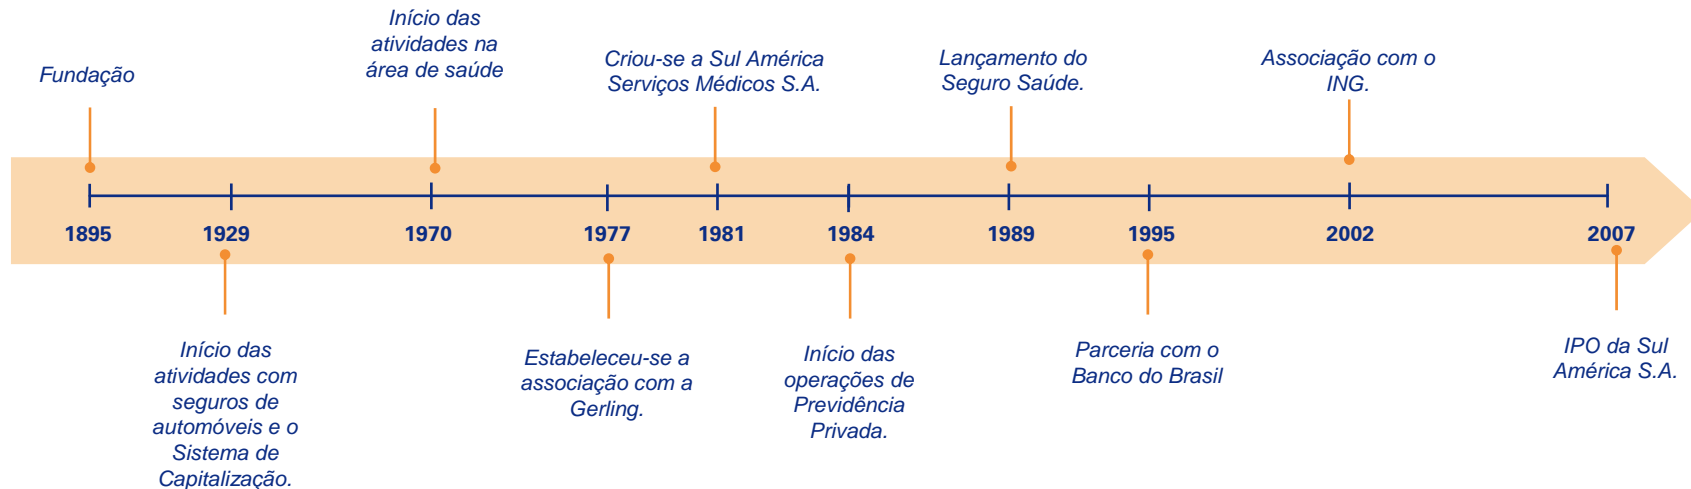 Fundação
Início das
atividades na
área de saúde
Criou-se a Sul América
Serviços Médicos S.A.
Lançamento do
Seguro Saúde.
Associação com o
ING.
1895
1929
1970
1977
1981
1984
1989
1995
2002
2007
Início das
atividades com
seguros de
automóveis e o
Sistema de
Capitalização.
Estabeleceu-se a
associação com a
Gerling.
Início das
operações de
Previdência
Privada.
Parceria com o
Banco do Brasil
IPO da Sul
América S.A.